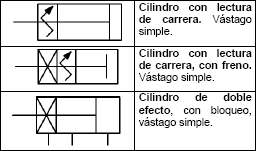 Cilindro con lectura
de carrera. Vástago
simple.
Cilindro con lectura
de carrera, con freno.
Vástago simple.
Cilindro de doble
efecto, con bloqueo,
vástago simple.